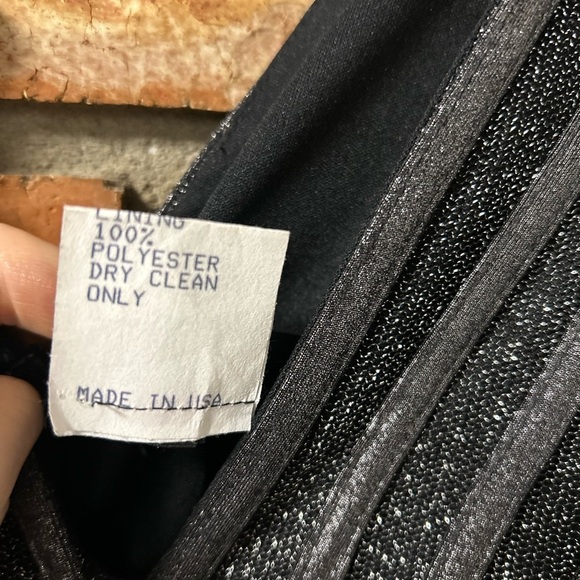 LINING
100%
POLYESTER
DRY CLEAN
ONLY
MADE IN USA